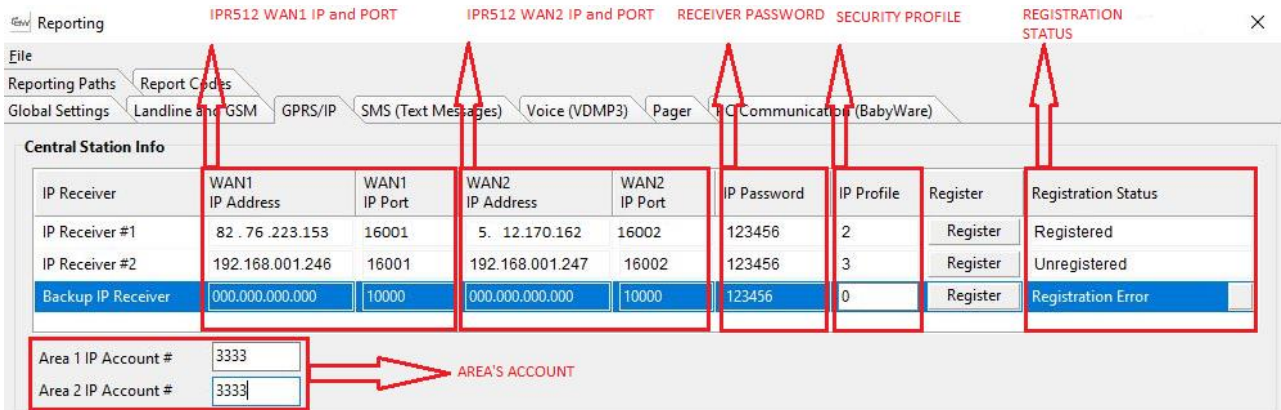 IPR512 WAN1 IP and PORT IPR512 WAN2 IP and PORT RECEIVER PASSWORD SECURITY PROFILE REGISTRATION STATUS
Reporting
File
Reporting Paths Report Codes
Global Settings Landline and GSM GPRS/IP SMS (Text Messages) Voice (VDMP3) Pager PC Communication (BabyWare)
Central Station Info
IP Receiver WAN1 IP Address WAN1 IP Port WAN2 IP Address WAN2 IP Port IP Password IP Profile Register Registration Status
IP Receiver #1 82 . 76 .223.153 16001 5. 12.170.162 16002 123456 2 Register Registered
IP Receiver #2 192.168.001.246 16001 192.168.001.247 16002 123456 3 Register Unregistered
Backup IP Receiver 000.000.000.000 10000 000.000.000.000 10000 123456 0 Register Registration Error
Area 1 IP Account # 3333
AREA'S ACCOUNT
Area 2 IP Account # 3333